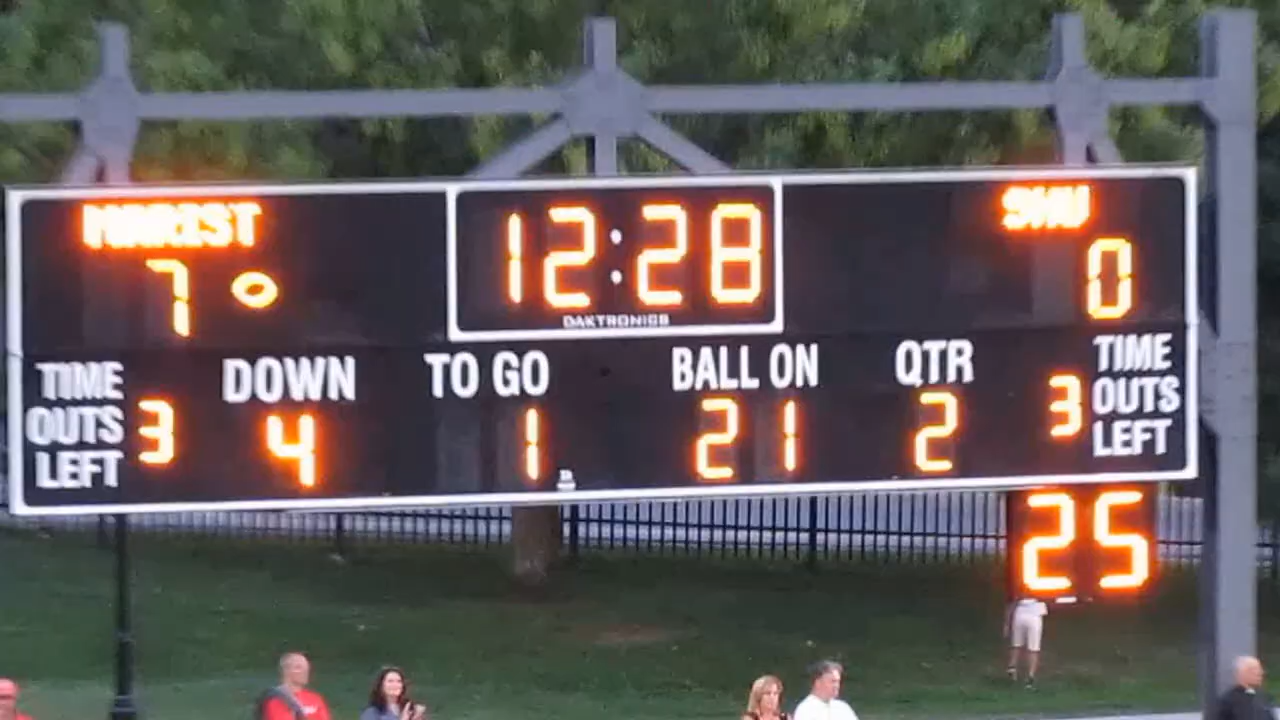 MARIST 12:28 SHU
7 0
DAKTRONICS
TIME OUTS LEFT 3
DOWN 4
TO GO 1
BALL ON 21
QTR 2
3 TIME OUTS LEFT
25